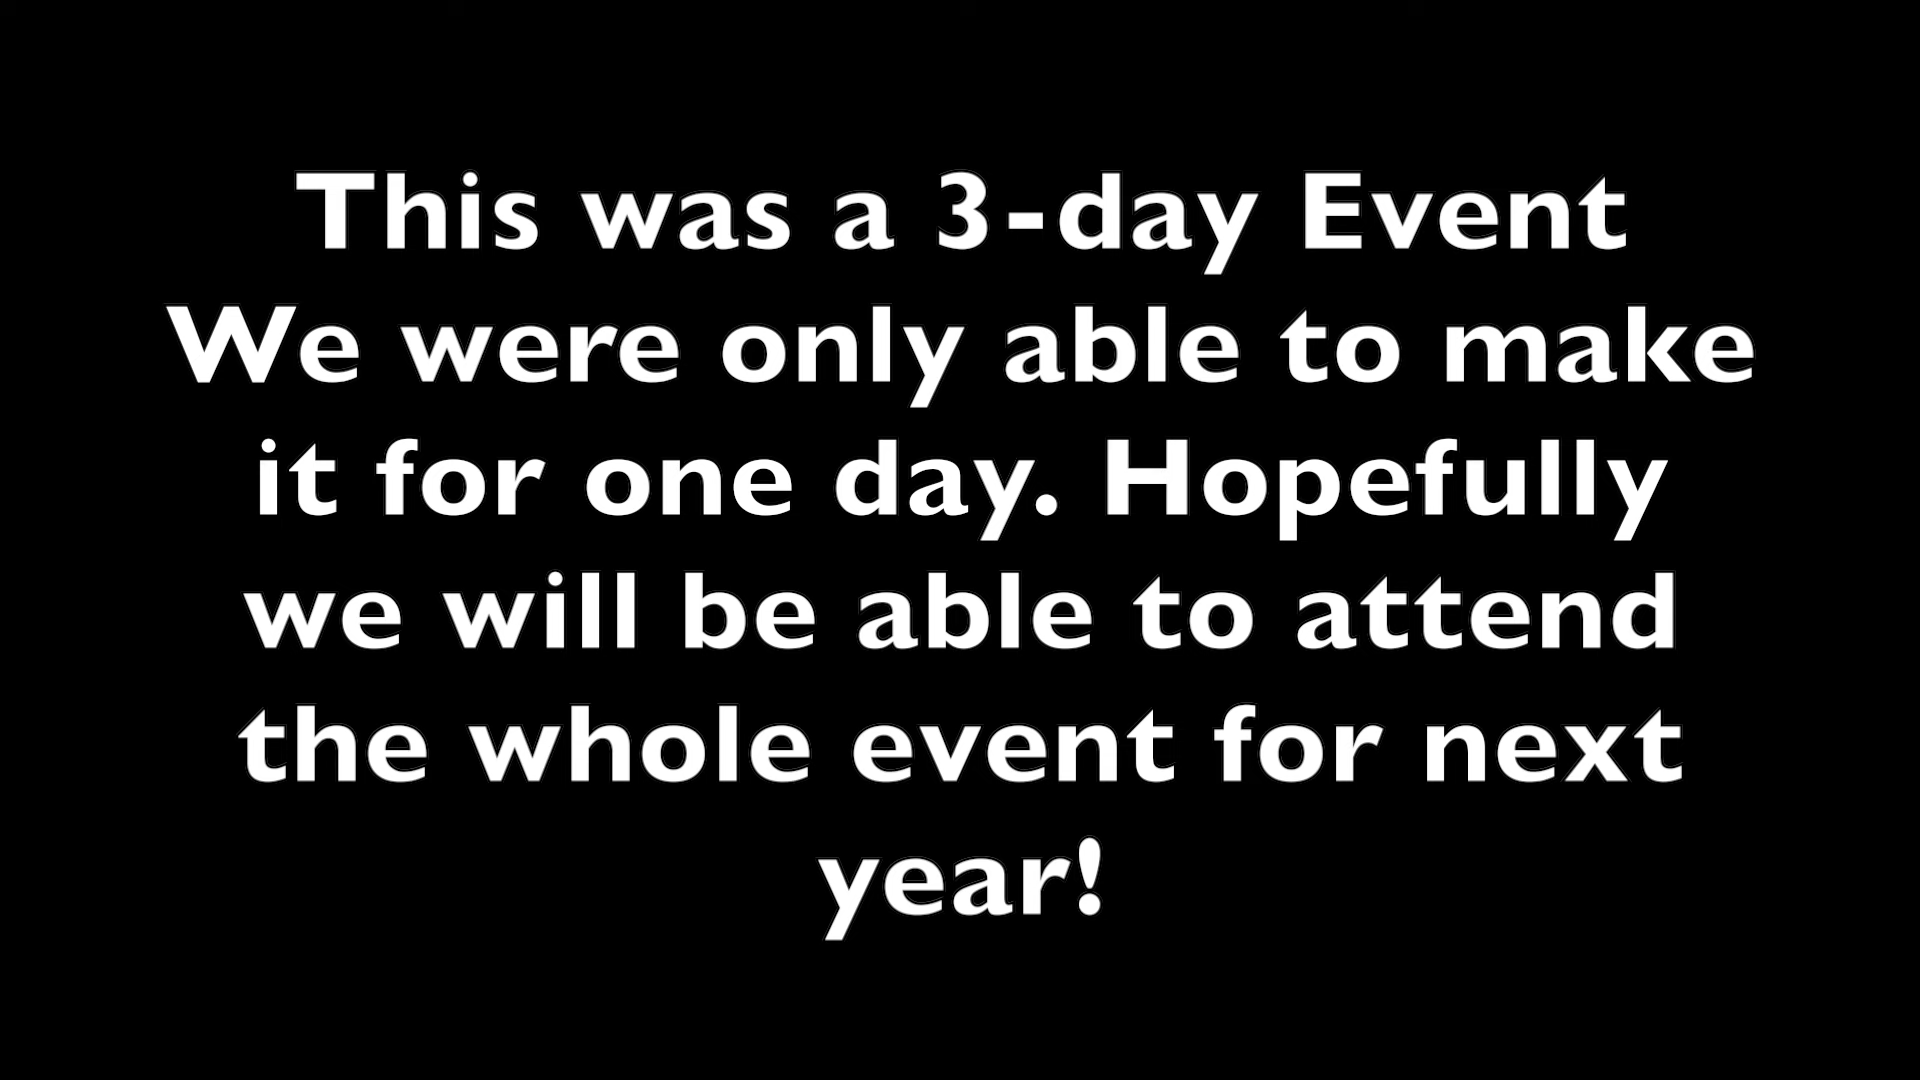 This was a 3-day Event
We were only able to make
it for one day. Hopefully
we will be able to attend
the whole event for next
year!